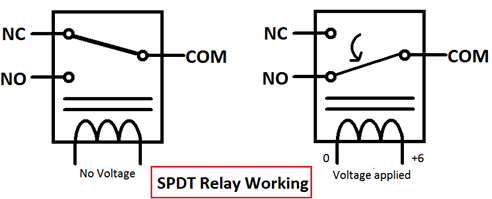 NC
COM
NO
No Voltage
NC
COM
NO
0
+6
Voltage applied
SPDT Relay Working